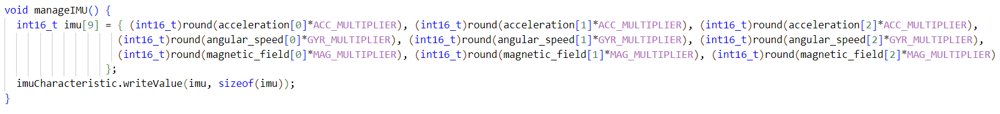 void manageIMU() {
int16_t imu[9] = { (int16_t)round(acceleration[0]*ACC_MULTIPLIER), (int16_t)round(acceleration[1]*ACC_MULTIPLIER), (int16_t)round(acceleration[2]*ACC_MULTIPLIER),
(int16_t)round(angular_speed[0]*GYR_MULTIPLIER), (int16_t)round(angular_speed[1]*GYR_MULTIPLIER), (int16_t)round(angular_speed[2]*GYR_MULTIPLIER),
(int16_t)round(magnetic_field[0]*MAG_MULTIPLIER), (int16_t)round(magnetic_field[1]*MAG_MULTIPLIER), (int16_t)round(magnetic_field[2]*MAG_MULTIPLIER)
};
imuCharacteristic.writeValue(imu, sizeof(imu));
}